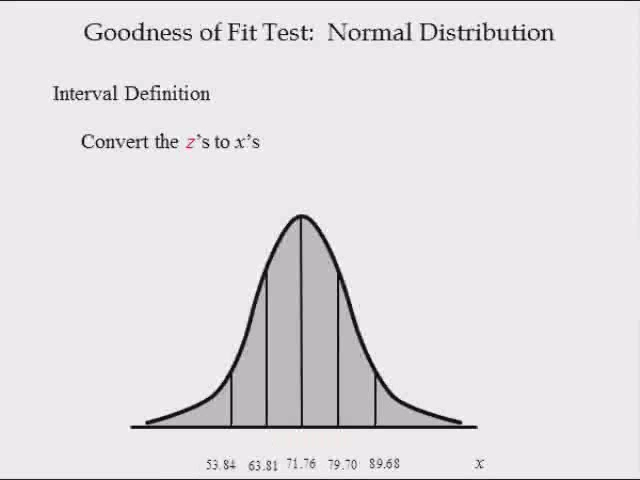 Goodness of Fit Test: Normal Distribution
Interval Definition
Convert the z's to x's
53.84 63.81 71.76 79.70 89.68 x